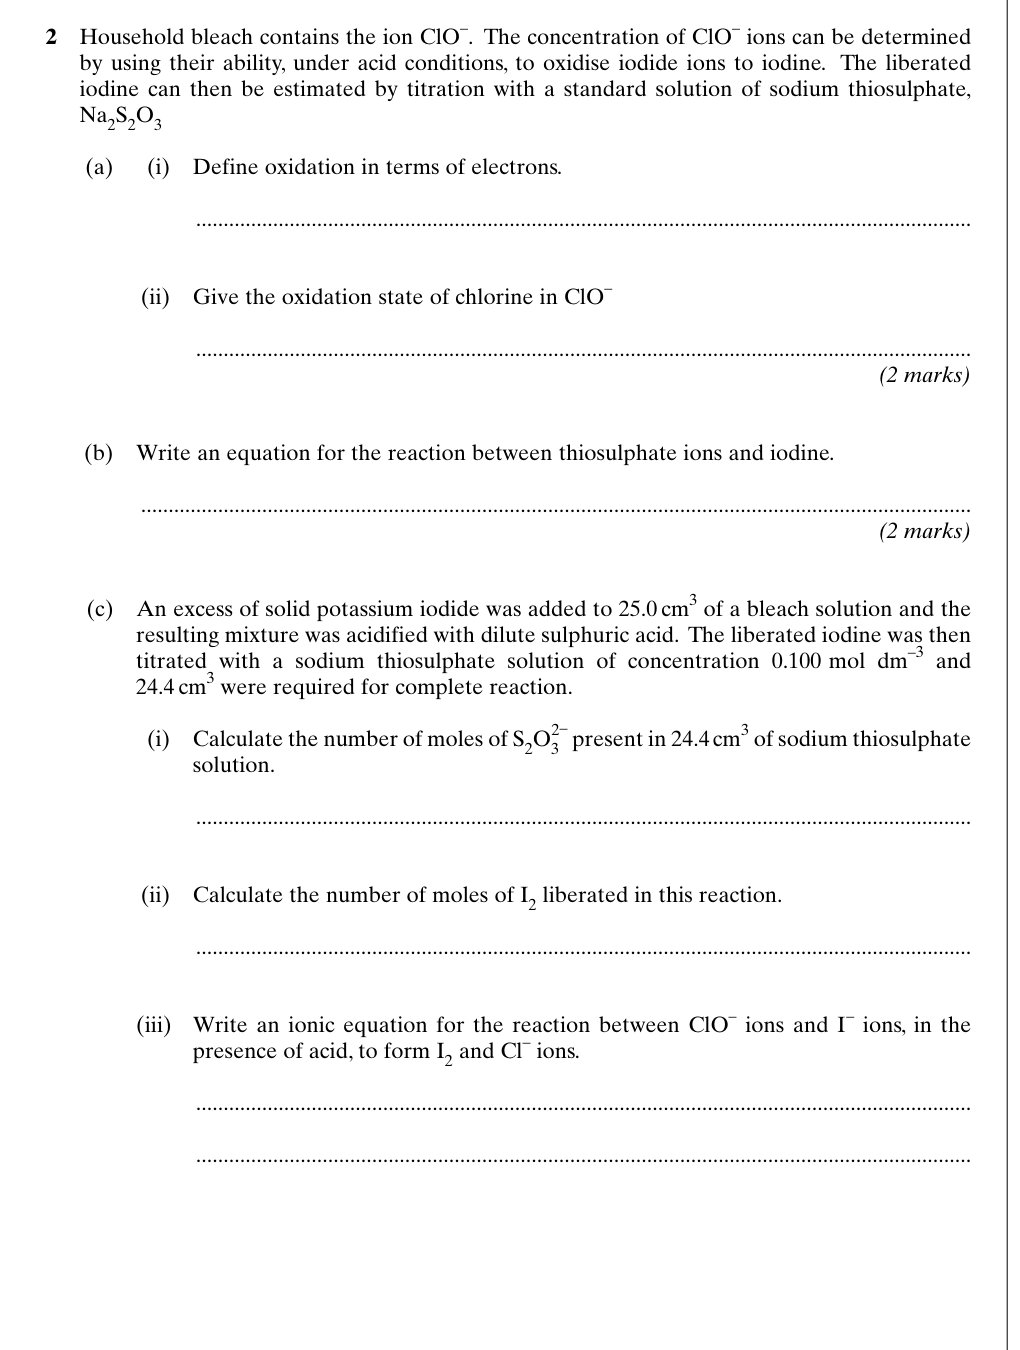 2 Household bleach contains the ion ClO⁻. The concentration of ClO⁻ ions can be determined
by using their ability, under acid conditions, to oxidise iodide ions to iodine. The liberated
iodine can then be estimated by titration with a standard solution of sodium thiosulphate,
Na₂S₂O₃
(a) (i) Define oxidation in terms of electrons.
(ii) Give the oxidation state of chlorine in ClO⁻
(2 marks)
(b) Write an equation for the reaction between thiosulphate ions and iodine.
(2 marks)
(c) An excess of solid potassium iodide was added to 25.0 cm³ of a bleach solution and the
resulting mixture was acidified with dilute sulphuric acid. The liberated iodine was then
titrated with a sodium thiosulphate solution of concentration 0.100 mol dm⁻³ and
24.4 cm³ were required for complete reaction.
(i) Calculate the number of moles of S₂O₃²⁻ present in 24.4 cm³ of sodium thiosulphate
solution.
(ii) Calculate the number of moles of I₂ liberated in this reaction.
(iii) Write an ionic equation for the reaction between ClO⁻ ions and I⁻ ions, in the
presence of acid, to form I₂ and Cl⁻ ions.